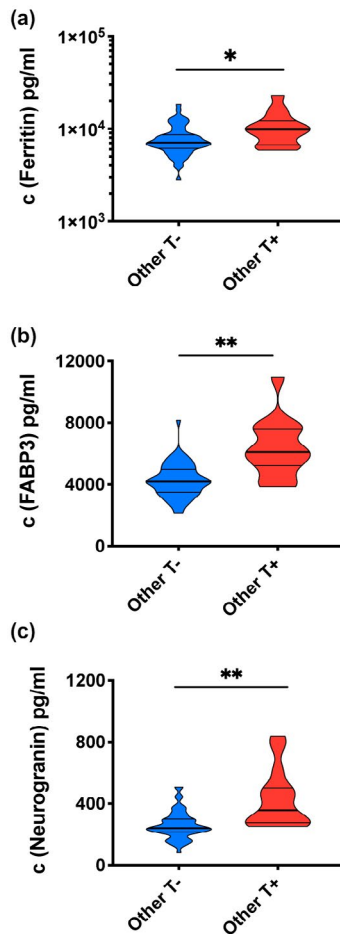 (a)
c (Ferritin) pg/ml
1×10⁵
1×10⁴
1×10³
*
Other T-
Other T+
(b)
c (FABP3) pg/ml
12000
8000
4000
0
**
Other T-
Other T+
(c)
c (Neurogranin) pg/ml
1200
800
400
0
**
Other T-
Other T+